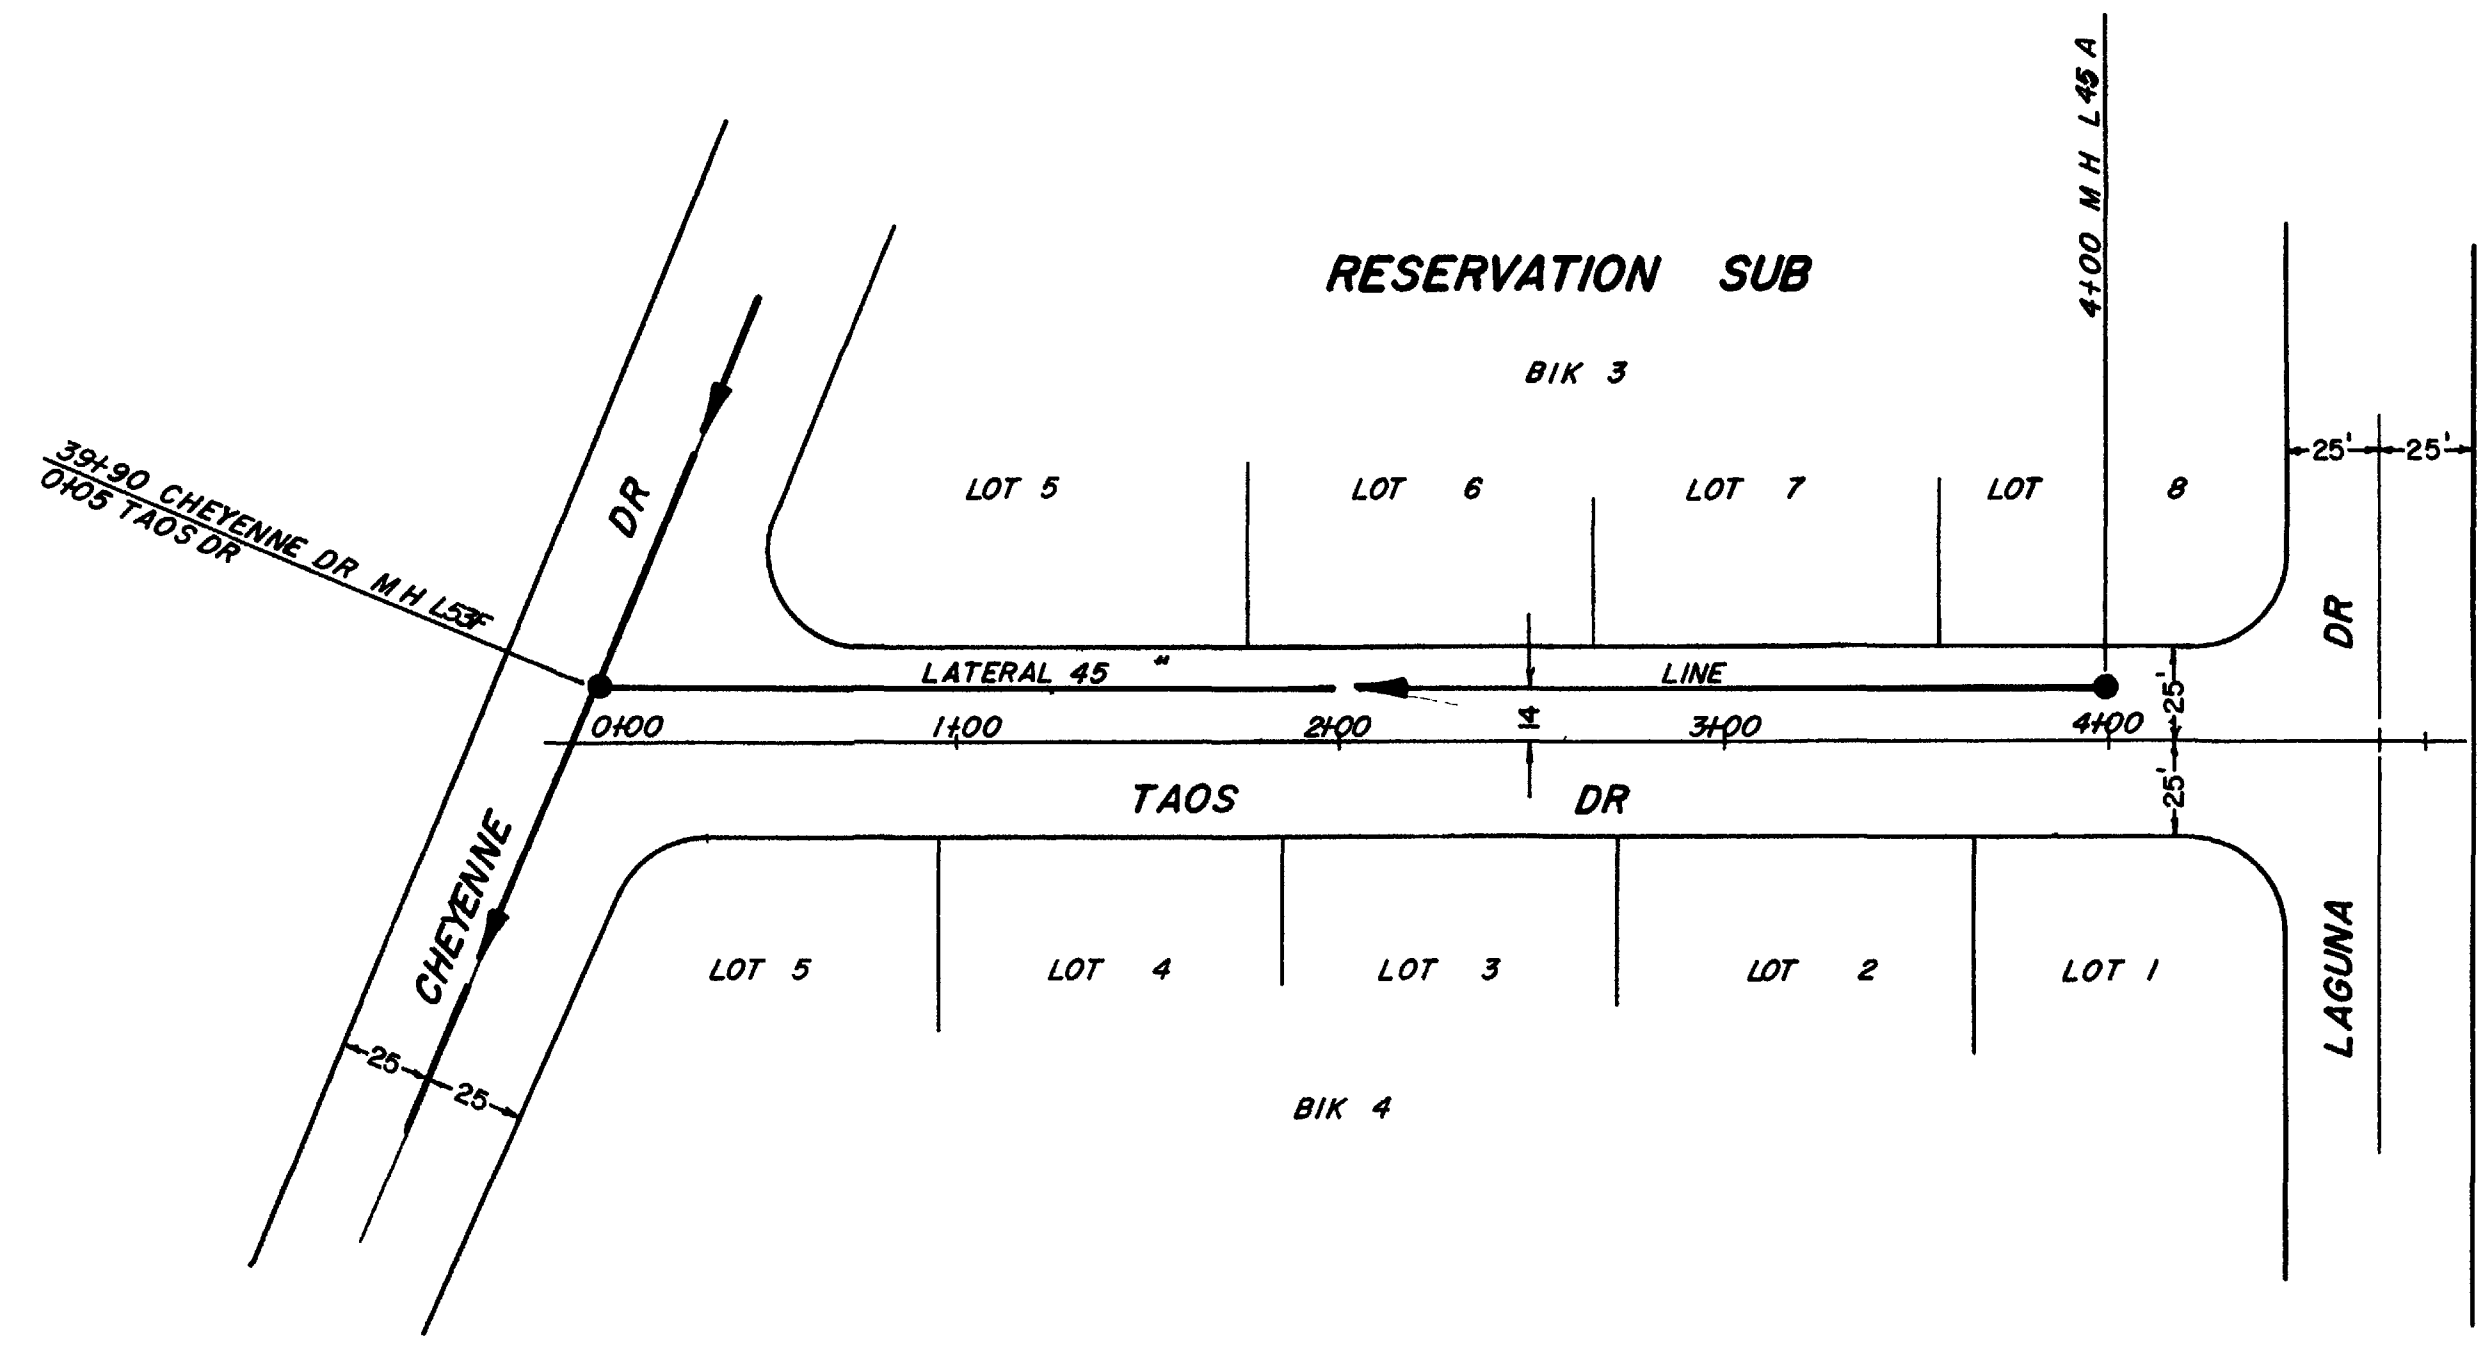 4+00 M H L45 A
RESERVATION SUB
BIK 3
25' 25'
39+90 CHEYENNE DR M H L53F
0+05 TAOS DR
DR
LOT 5 LOT 6 LOT 7 LOT 8
DR
LATERAL 45 " LINE
25'
14
0+00 1+00 2+00 3+00 4+00
25'
TAOS DR
CHEYENNE
LAGUNA
LOT 5 LOT 4 LOT 3 LOT 2 LOT 1
25 25
BIK 4